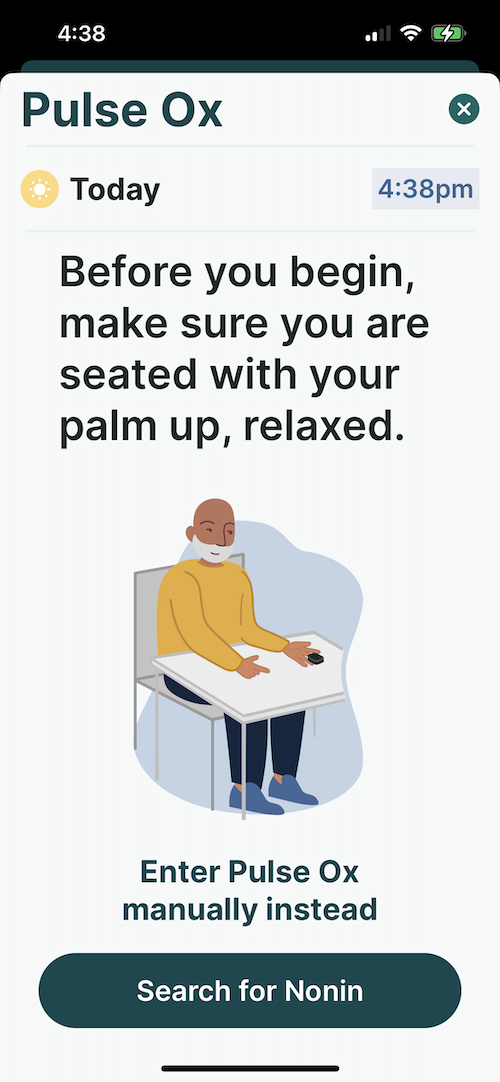 4:38
Pulse Ox
Today
4:38pm
Before you begin,
make sure you are
seated with your
palm up, relaxed.
Enter Pulse Ox
manually instead
Search for Nonin